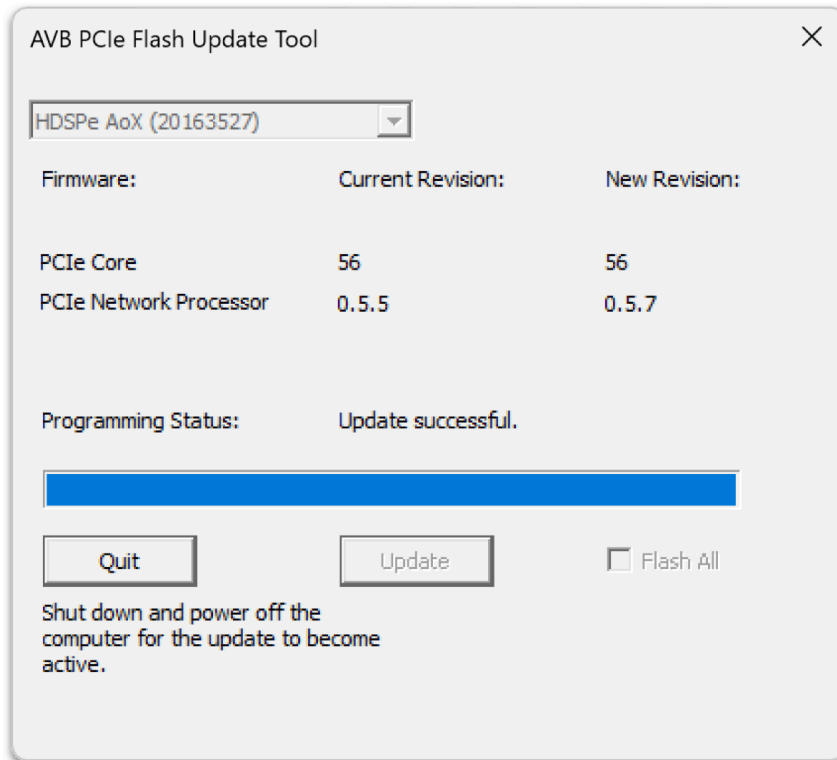 AVB PCIe Flash Update Tool
HDSPe AoX (20163527)
Firmware: Current Revision: New Revision:
PCIe Core 56 56
PCIe Network Processor 0.5.5 0.5.7
Programming Status: Update successful.
Quit Update Flash All
Shut down and power off the
computer for the update to become
active.